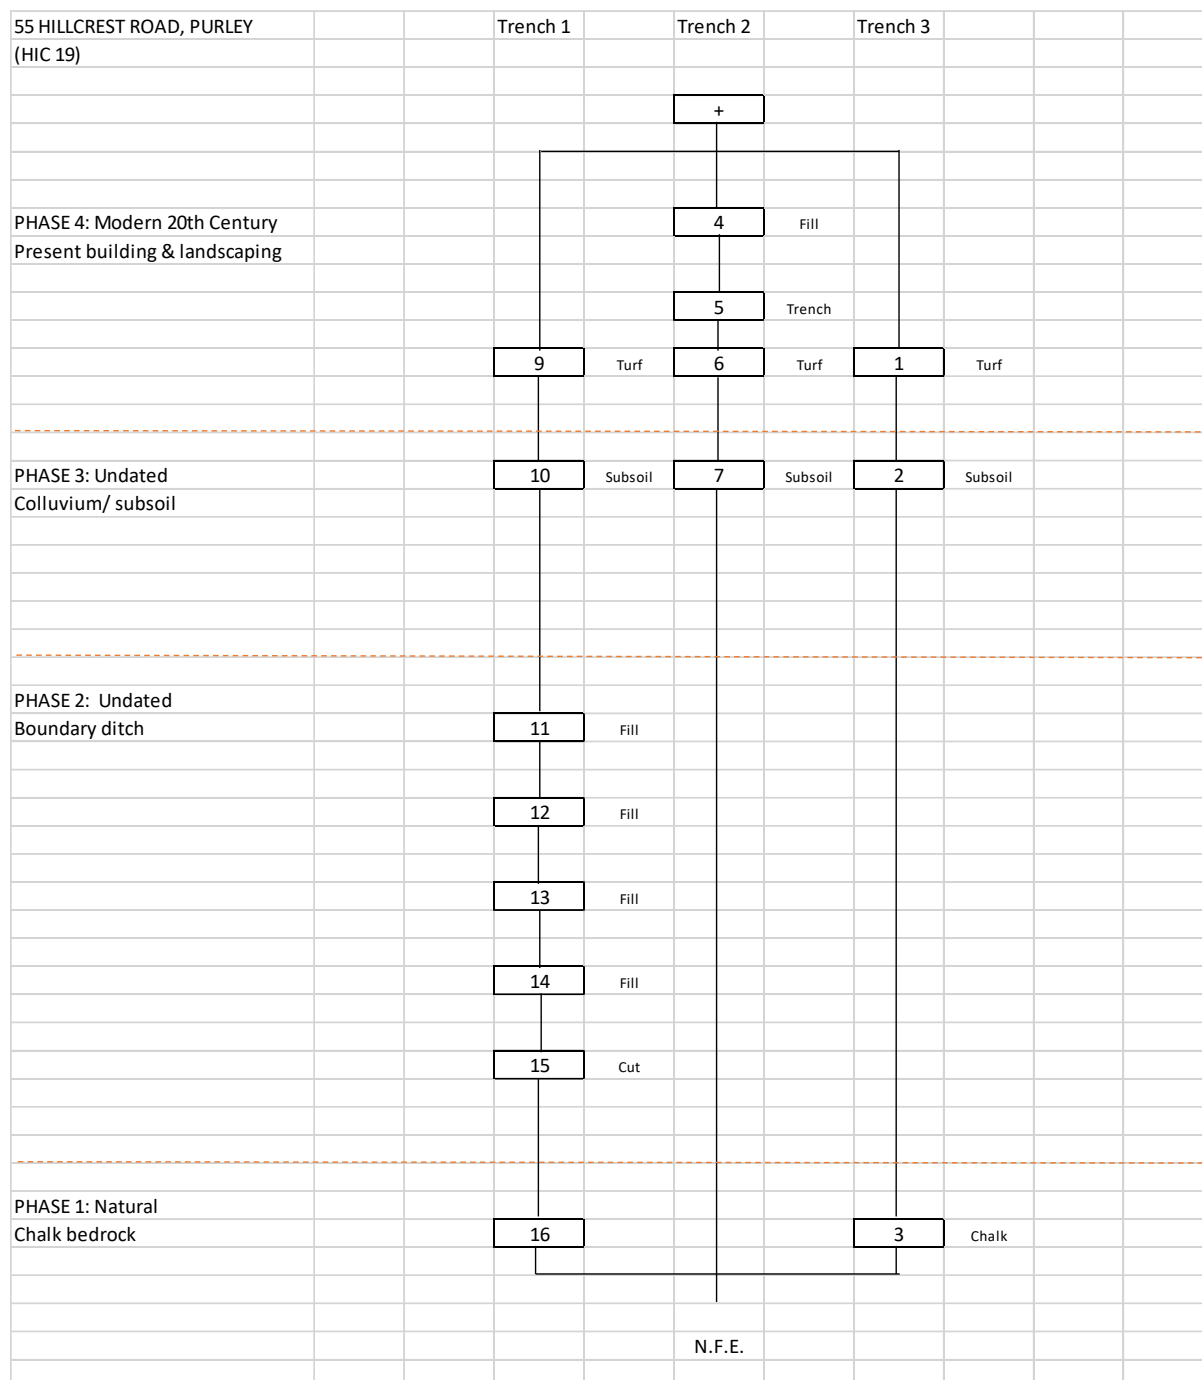 55 HILLCREST ROAD, PURLEY Trench 1 Trench 2 Trench 3
(HIC 19)
+
PHASE 4: Modern 20th Century 4 Fill
Present building & landscaping
5 Trench
9 Turf 6 Turf 1 Turf
PHASE 3: Undated 10 Subsoil 7 Subsoil 2 Subsoil
Colluvium/ subsoil
PHASE 2: Undated
Boundary ditch 11 Fill
12 Fill
13 Fill
14 Fill
15 Cut
PHASE 1: Natural
Chalk bedrock 16 3 Chalk
N.F.E.